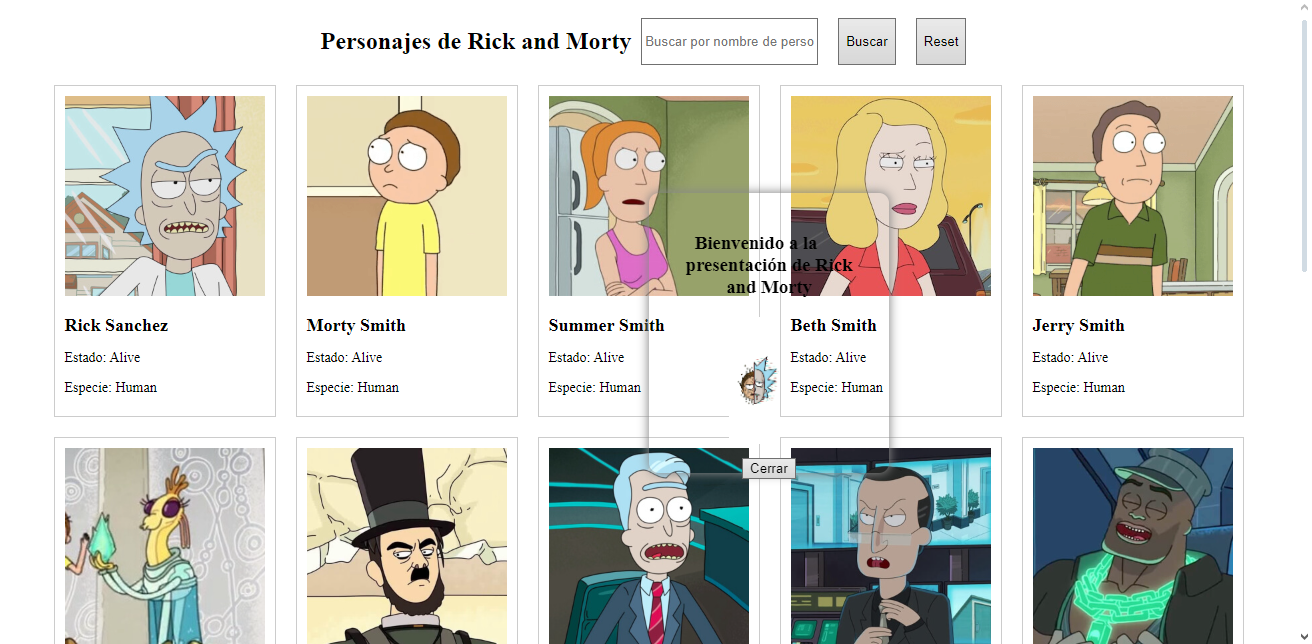 Personajes de Rick and Morty
Buscar por nombre de perso
Buscar
Reset
Rick Sanchez
Estado: Alive
Especie: Human
Morty Smith
Estado: Alive
Especie: Human
Summer Smith
Estado: Alive
Especie: Human
Beth Smith
Estado: Alive
Especie: Human
Jerry Smith
Estado: Alive
Especie: Human
Bienvenido a la
presentación de Rick
and Morty
Cerrar